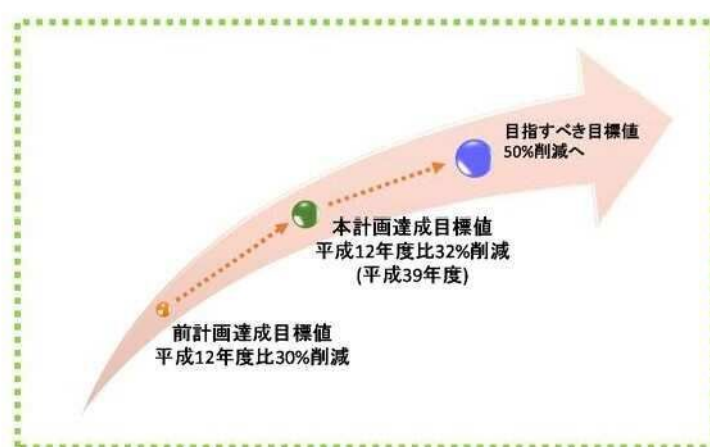 目指すべき目標値
50%削減へ
本計画達成目標値
平成12年度比32%削減
(平成39年度)
前計画達成目標値
平成12年度比30%削減